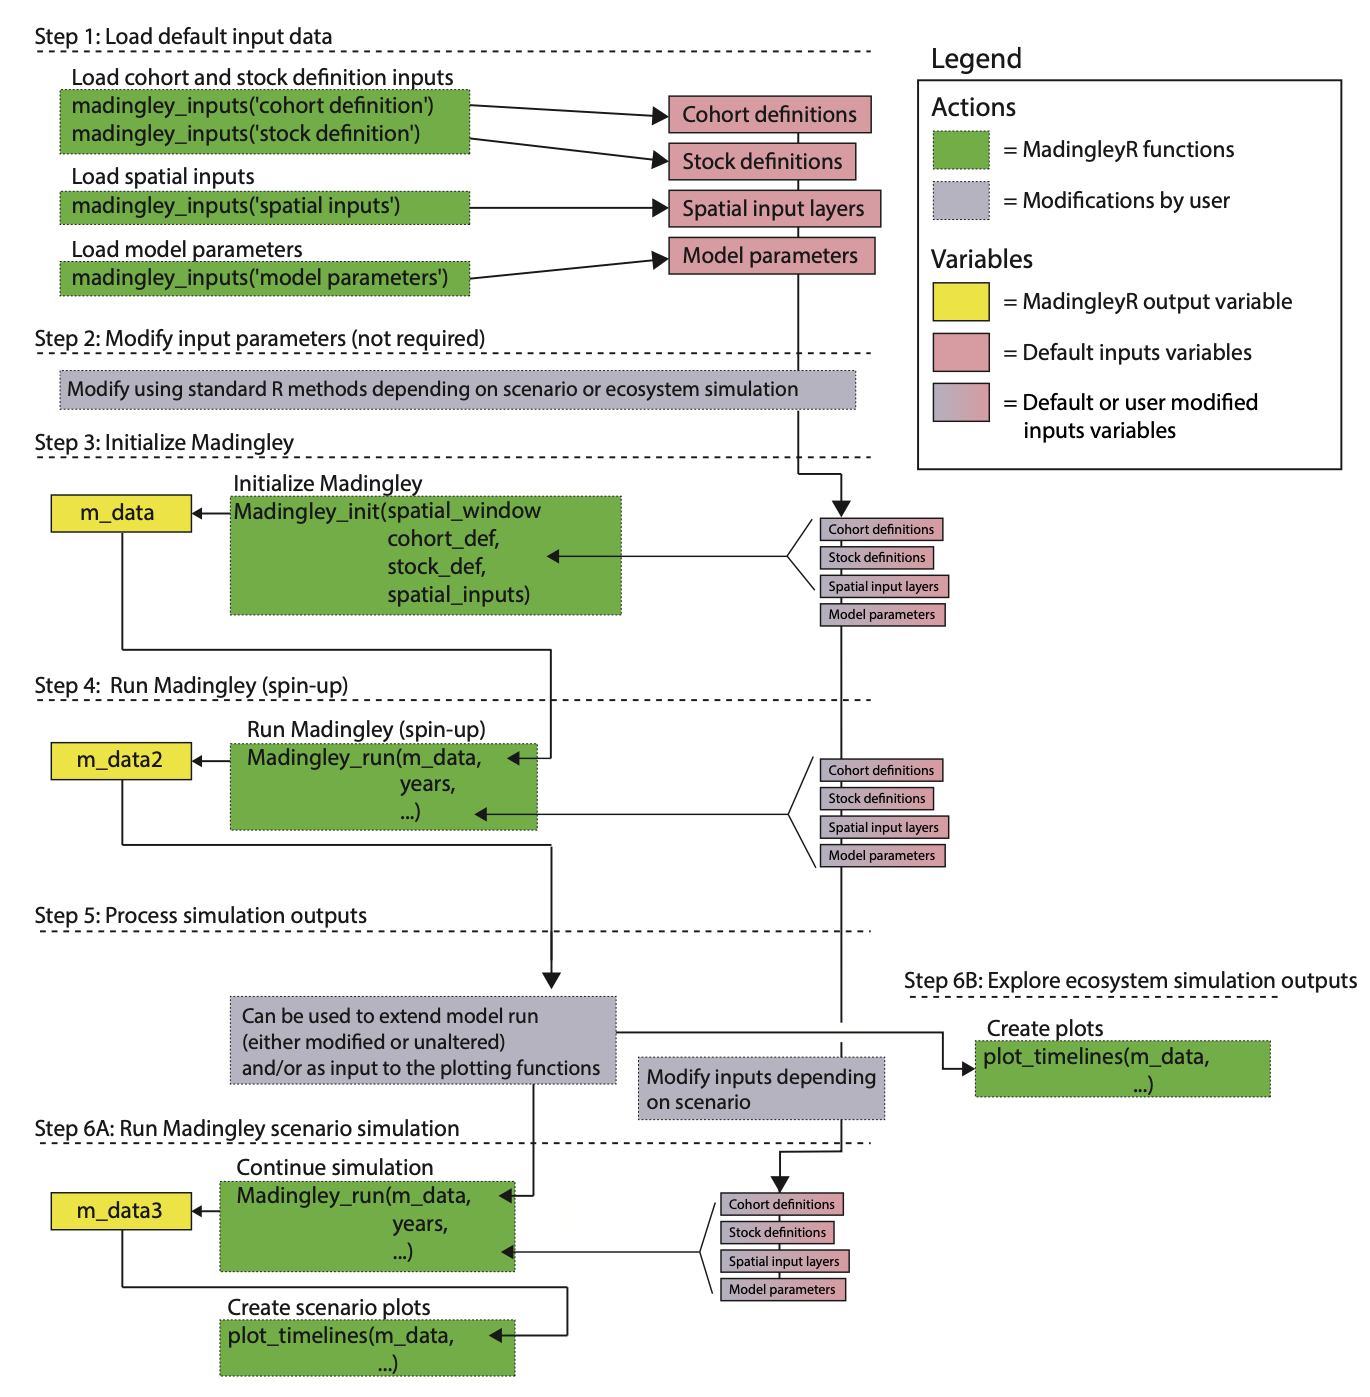 Step 1: Load default input data
Load cohort and stock definition inputs
madingley_inputs('cohort definition')
madingley_inputs('stock definition')
Load spatial inputs
madingley_inputs('spatial inputs')
Load model parameters
madingley_inputs('model parameters')
Cohort definitions
Stock definitions
Spatial input layers
Model parameters
Legend
Actions
= MadingleyR functions
= Modifications by user
Variables
= MadingleyR output variable
= Default inputs variables
= Default or user modified
inputs variables
Step 2: Modify input parameters (not required)
Modify using standard R methods depending on scenario or ecosystem simulation
Step 3: Initialize Madingley
Initialize Madingley
m_data
Madingley_init(spatial_window
cohort_def,
stock_def,
spatial_inputs)
Cohort definitions
Stock definitions
Spatial input layers
Model parameters
Step 4: Run Madingley (spin-up)
Run Madingley (spin-up)
m_data2
Madingley_run(m_data,
years,
...)
Cohort definitions
Stock definitions
Spatial input layers
Model parameters
Step 5: Process simulation outputs
Can be used to extend model run
(either modified or unaltered)
and/or as input to the plotting functions
Modify inputs depending
on scenario
Step 6B: Explore ecosystem simulation outputs
Create plots
plot_timelines(m_data,
...)
Step 6A: Run Madingley scenario simulation
Continue simulation
m_data3
Madingley_run(m_data,
years,
...)
Cohort definitions
Stock definitions
Spatial input layers
Model parameters
Create scenario plots
plot_timelines(m_data,
...)